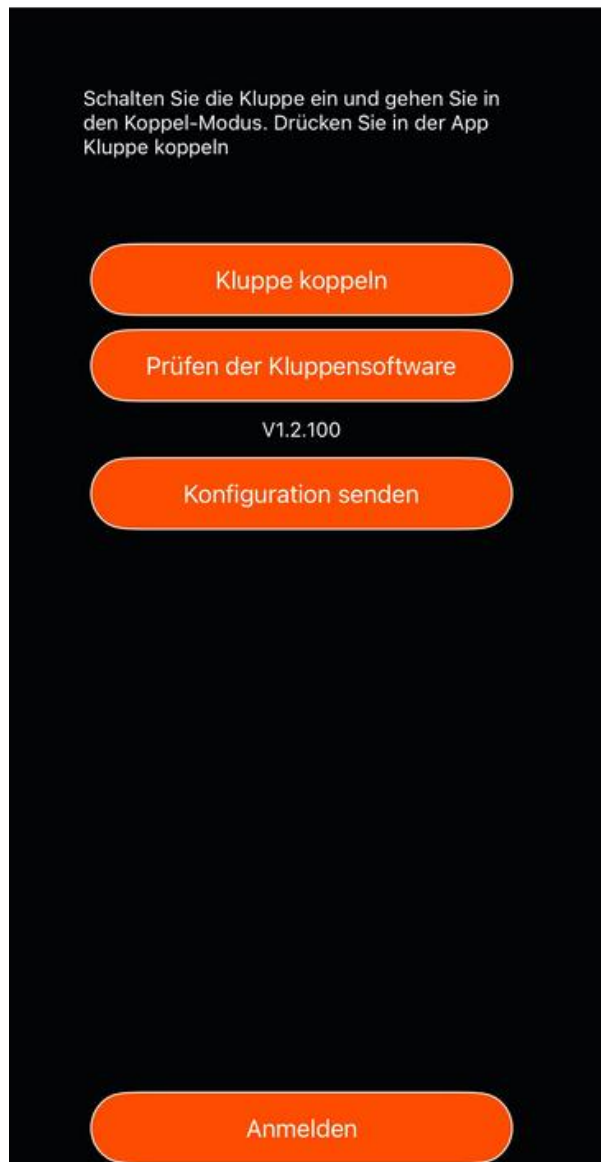 Schalten Sie die Kluppe ein und gehen Sie in
den Koppel-Modus. Drücken Sie in der App
Kluppe koppeln
Kluppe koppeln
Prüfen der Kluppensoftware
V1.2.100
Konfiguration senden
Anmelden